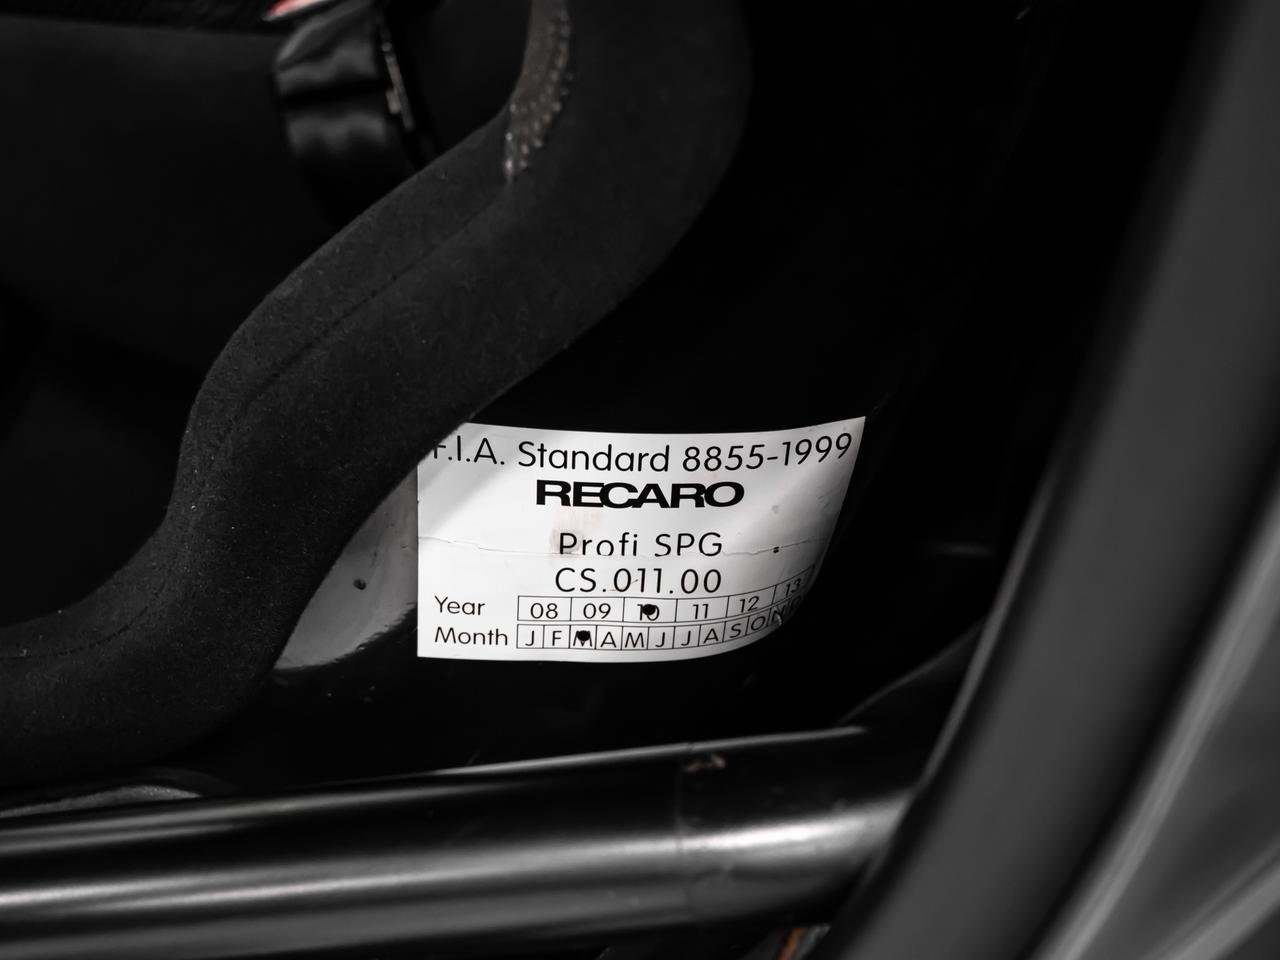 F.I.A. Standard 8855-1999
RECARO
Profi SPG
CS.011.00
Year 08 09 10 11 12 13
Month J F M A M J J A S O N D